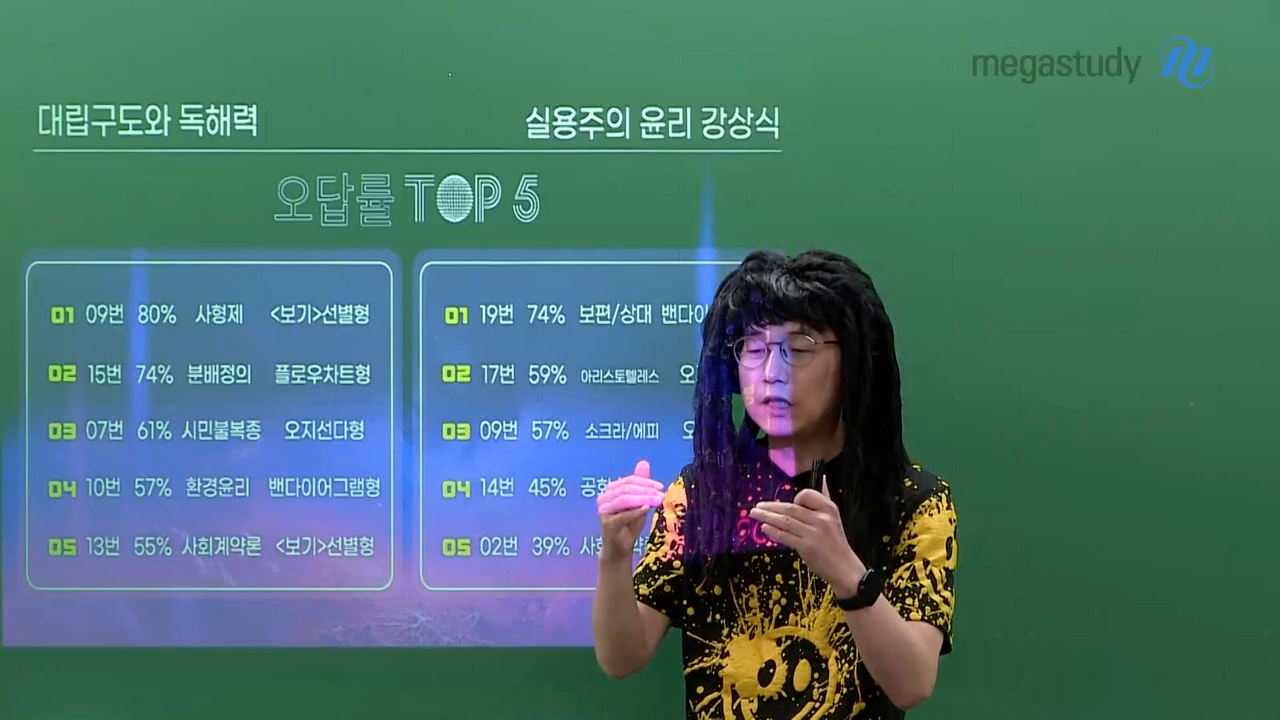 megastudy
대립구도와 독해력
실용주의 윤리 강상식
오답률 TOP 5
01 09번 80% 사형제 <보기>선별형
02 15번 74% 분배정의 플로우차트형
03 07번 61% 시민불복종 오지선다형
04 10번 57% 환경윤리 밴다이어그램형
05 13번 55% 사회계약론 <보기>선별형
01 19번 74% 보편/상대 밴다이
02 17번 59% 아리스토텔레스 오
03 09번 57% 소크라/에피 오
04 14번 45% 공화
05 02번 39% 사회